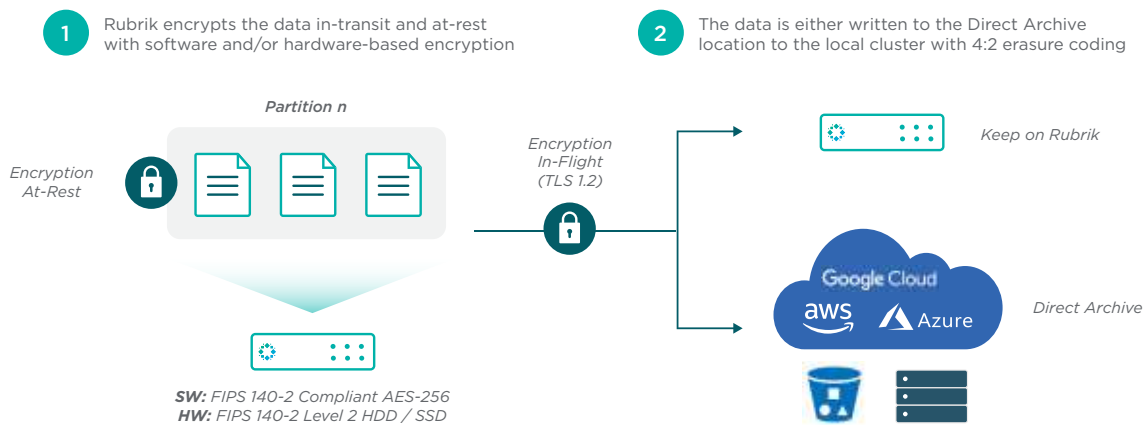 1
Rubrik encrypts the data in-transit and at-rest
with software and/or hardware-based encryption
2
The data is either written to the Direct Archive
location to the local cluster with 4:2 erasure coding
Partition n
Encryption
At-Rest
SW: FIPS 140-2 Compliant AES-256
HW: FIPS 140-2 Level 2 HDD / SSD
Encryption
In-Flight
(TLS 1.2)
Keep on Rubrik
Google Cloud
aws
Azure
Direct Archive